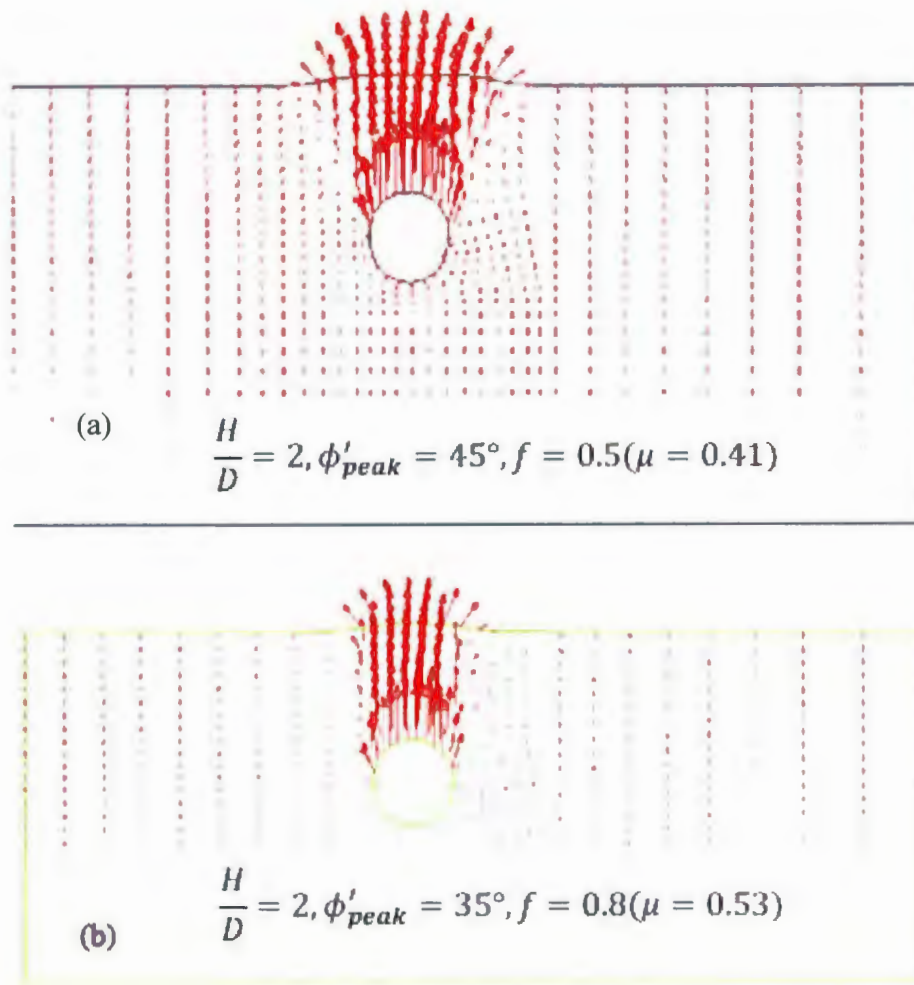 (a)
H/D = 2, ϕ′peak = 45°, f = 0.5(μ = 0.41)
H/D = 2, ϕ′peak = 35°, f = 0.8(μ = 0.53)
(b)